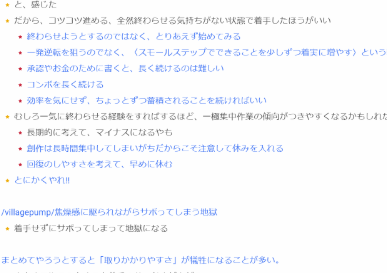 と、感じた
だから、コツコツ進める、全然終わらせる気持ちがない状態で着手したほうがいい
終わらせようとするのではなく、とりあえず始めてみる
一発逆転を狙うのでなく、（スモールステップでできることを少しずつ着実に増やす）という
承認やお金のために書くと、長く続けるのは難しい
コンボを長く続ける
効率を気にせず、ちょっとずつ蓄積されることを続ければいい
むしろ一気に終わらせる経験をすればするほど、一極集中作業の傾向がつきやすくなるかもしれ
長期的に考えて、マイナスになるやも
創作は長時間集中してしまいがちだからこそ注意して休みを入れる
回復のしやすさを考えて、早めに休む
とにかくやれ!!
/villagepump/焦燥感に駆られながらサボってしまう地獄
着手せずにサボってしまって地獄になる
まとめてやろうとすると「取りかかりやすさ」が犠牲になることが多い。